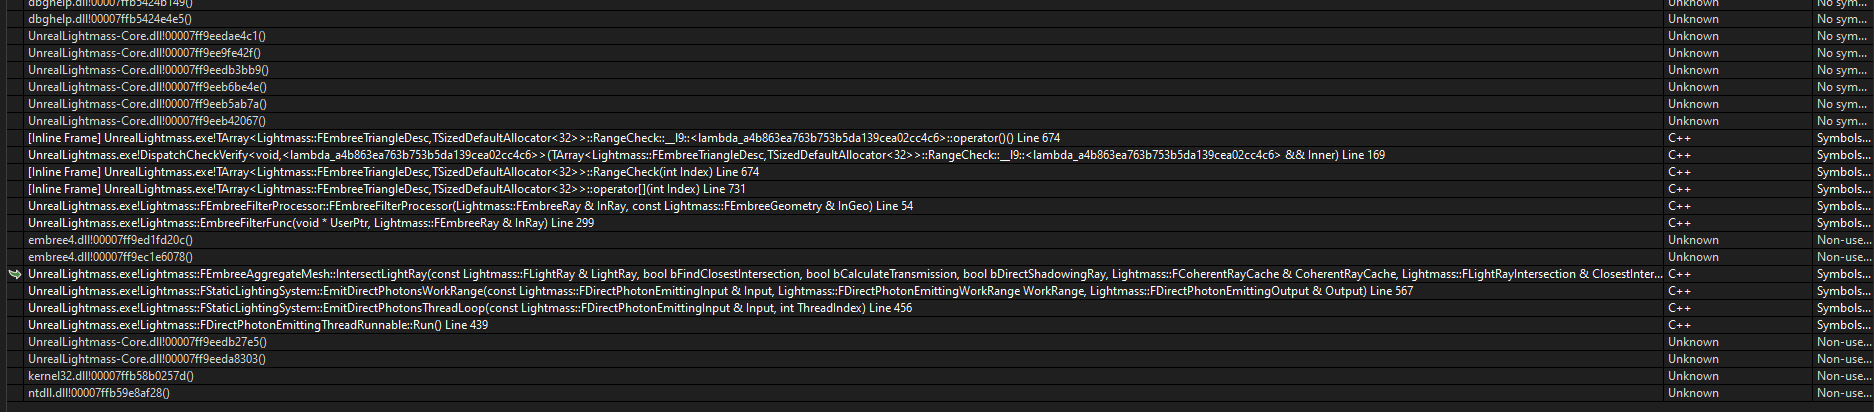 dbghelp.dll!00007ffb5424b149() Unknown No sym...
dbghelp.dll!00007ffb5424e4e5() Unknown No sym...
UnrealLightmass-Core.dll!00007ff9eedae4c1() Unknown No sym...
UnrealLightmass-Core.dll!00007ff9ee9fe42f() Unknown No sym...
UnrealLightmass-Core.dll!00007ff9eedb3bb9() Unknown No sym...
UnrealLightmass-Core.dll!00007ff9eeb6be4e() Unknown No sym...
UnrealLightmass-Core.dll!00007ff9eeb5ab7a() Unknown No sym...
UnrealLightmass-Core.dll!00007ff9eeb42067() Unknown No sym...
[Inline Frame] UnrealLightmass.exe!TArray<Lightmass::FEmbreeTriangleDesc,TSizedDefaultAllocator<32>>::RangeCheck::__l9::<lambda_a4b863ea763b753b5da139cea02cc4c6>::operator()() Line 674 C++ Symbols...
UnrealLightmass.exe!DispatchCheckVerify<void,<lambda_a4b863ea763b753b5da139cea02cc4c6>>(TArray<Lightmass::FEmbreeTriangleDesc,TSizedDefaultAllocator<32>>::RangeCheck::__l9::<lambda_a4b863ea763b753b5da139cea02cc4c6> && Inner) Line 169 C++ Symbols...
[Inline Frame] UnrealLightmass.exe!TArray<Lightmass::FEmbreeTriangleDesc,TSizedDefaultAllocator<32>>::RangeCheck(int Index) Line 674 C++ Symbols...
[Inline Frame] UnrealLightmass.exe!TArray<Lightmass::FEmbreeTriangleDesc,TSizedDefaultAllocator<32>>::operator[](int Index) Line 731 C++ Symbols...
UnrealLightmass.exe!Lightmass::FEmbreeFilterProcessor::FEmbreeFilterProcessor(Lightmass::FEmbreeRay & InRay, const Lightmass::FEmbreeGeometry & InGeo) Line 54 C++ Symbols...
UnrealLightmass.exe!Lightmass::EmbreeFilterFunc(void * UserPtr, Lightmass::FEmbreeRay & InRay) Line 299 C++ Symbols...
embree4.dll!00007ff9ed1fd20c() Unknown Non-use...
embree4.dll!00007ff9ec1e6078() Unknown Non-use...
UnrealLightmass.exe!Lightmass::FEmbreeAggregateMesh::IntersectLightRay(const Lightmass::FLightRay & LightRay, bool bFindClosestIntersection, bool bCalculateTransmission, bool bDirectShadowingRay, Lightmass::FCoherentRayCache & CoherentRayCache, Lightmass::FLightRayIntersection & ClosestInter... C++ Symbols...
UnrealLightmass.exe!Lightmass::FStaticLightingSystem::EmitDirectPhotonsWorkRange(const Lightmass::FDirectPhotonEmittingInput & Input, Lightmass::FDirectPhotonEmittingWorkRange WorkRange, Lightmass::FDirectPhotonEmittingOutput & Output) Line 567 C++ Symbols...
UnrealLightmass.exe!Lightmass::FStaticLightingSystem::EmitDirectPhotonsThreadLoop(const Lightmass::FDirectPhotonEmittingInput & Input, int ThreadIndex) Line 456 C++ Symbols...
UnrealLightmass.exe!Lightmass::FDirectPhotonEmittingThreadRunnable::Run() Line 439 C++ Symbols...
UnrealLightmass-Core.dll!00007ff9eedb27e5() Unknown Non-use...
UnrealLightmass-Core.dll!00007ff9eeda8303() Unknown Non-use...
kernel32.dll!00007ffb58b0257d() Unknown Non-use...
ntdll.dll!00007ffb59e8af28() Unknown Non-use...